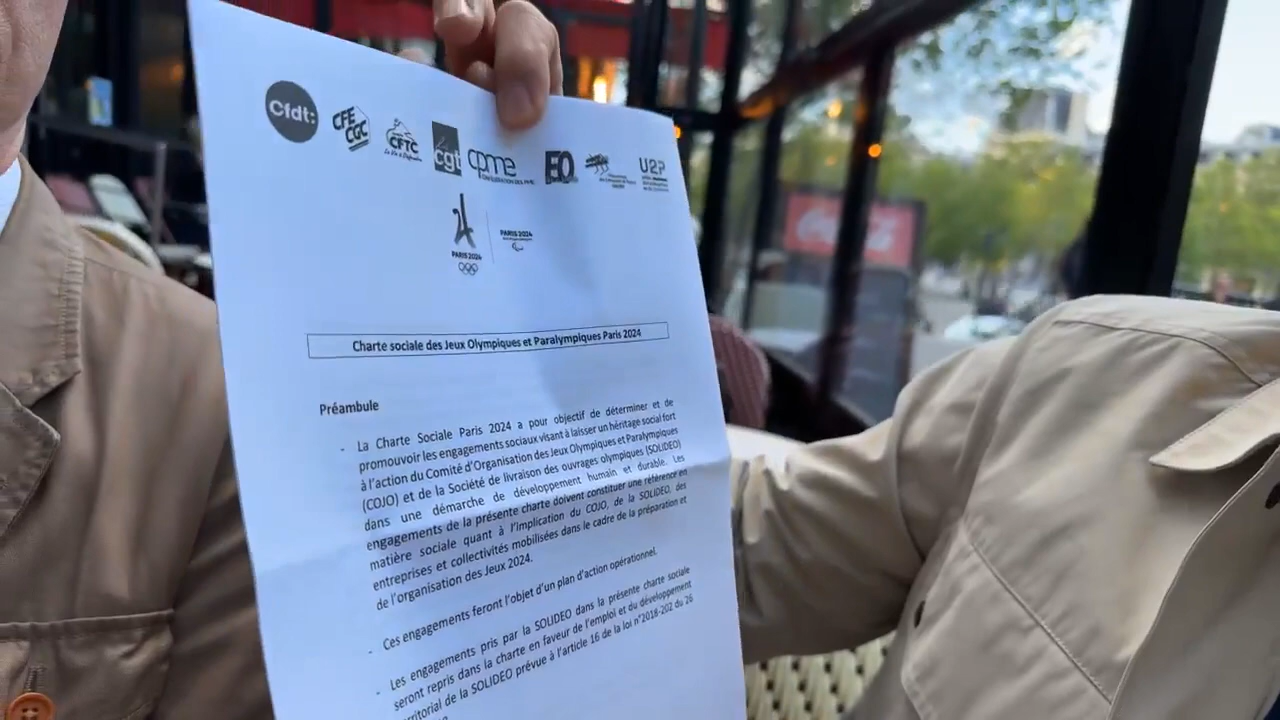 Cfdt:
CFE CGC
CFTC
cgt
cpme
U2P
PARIS 2024
PARIS 2024
Charte sociale des Jeux Olympiques et Paralympiques Paris 2024
Préambule
- La Charte Sociale Paris 2024 a pour objectif de déterminer et de
promouvoir les engagements sociaux visant à laisser un héritage social fort
à l'action du Comité d'Organisation des Jeux Olympiques et Paralympiques
(COJO) et de la Société de livraison des ouvrages olympiques (SOLIDEO)
dans une démarche de développement humain et durable. Les
engagements de la présente charte doivent constituer une référence en
matière sociale quant à l'implication du COJO, de la SOLIDEO, des
entreprises et collectivités mobilisées dans le cadre de la préparation et
de l'organisation des Jeux 2024.
- Ces engagements feront l'objet d'un plan d'action opérationnel.
- Les engagements pris par la SOLIDEO dans la présente charte sociale
seront repris dans la charte en faveur de l'emploi et du développement
territorial de la SOLIDEO prévue à l'article 16 de la loi n°2018-202 du 26
Coca-Cola